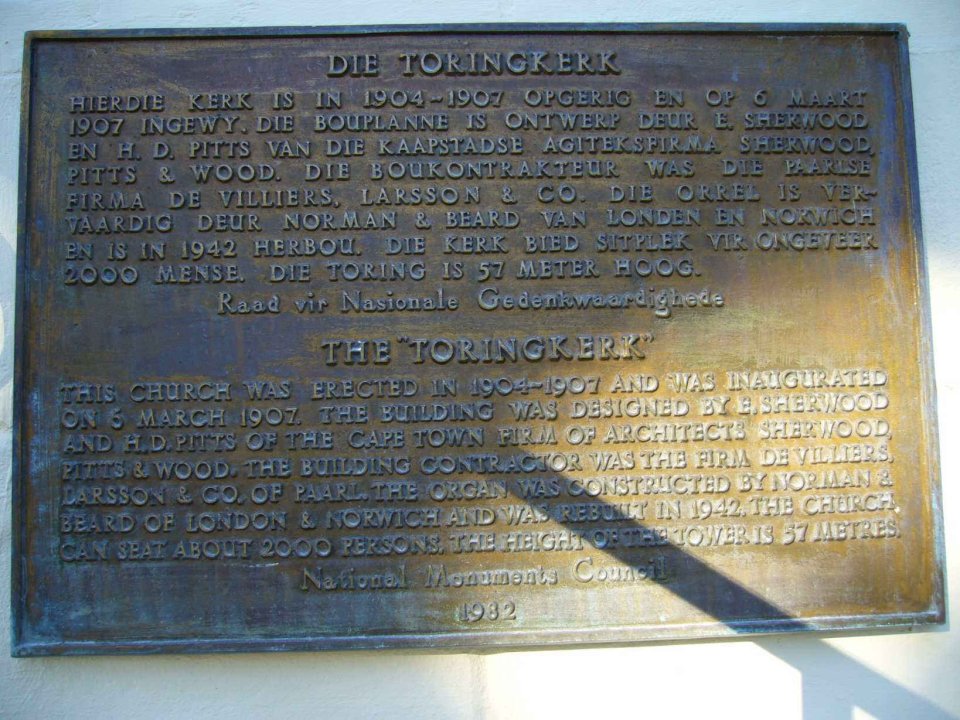 DIE TORINGKERK
HIERDIE KERK IS IN 1904-1907 OPGERIG EN OP 6 MAART
1907 INGEWY. DIE BOUPLANNE IS ONTWERP DEUR E. SHERWOOD
EN H. D. PITTS VAN DIE KAAPSTADSE AGITEKSPIRMA SHERWOOD,
PITTS & WOOD. DIE BOUKONTRAKTEUR WAS DIE PAARLSE
FIRMA DE VILLIERS, LARSSON & CO. DIE ORREL IS VER-
VAARDIG DEUR NORMAN & BEARD VAN LONDEN EN NORWICH
EN IS IN 1942 HERBOU. DIE KERK BIED SITPLEK VIR ONGEVEER
2000 MENSE. DIE TORING IS 57 METER HOOG.
Raad vir Nasionale Gedenkwaardighede
THE "TORINGKERK"
THIS CHURCH WAS ERECTED IN 1904-1907 AND WAS INAUGURATED
ON 5 MARCH 1907. THE BUILDING WAS DESIGNED BY E. SHERWOOD
AND H.D. PITTS OF THE CAPE TOWN FIRM OF ARCHITECTS SHERWOOD,
PITTS & WOOD. THE BUILDING CONTRACTOR WAS THE FIRM DE VILLIERS,
LARSSON & CO. OF PAARL. THE ORGAN WAS CONSTRUCTED BY NORMAN &
BEARD OF LONDON & NORWICH AND WAS REBUILT IN 1942. THE CHURCH
CAN SEAT ABOUT 2000 PERSONS. THE HEIGHT OF THE TOWER IS 57 METRES.
National Monuments Council
1982